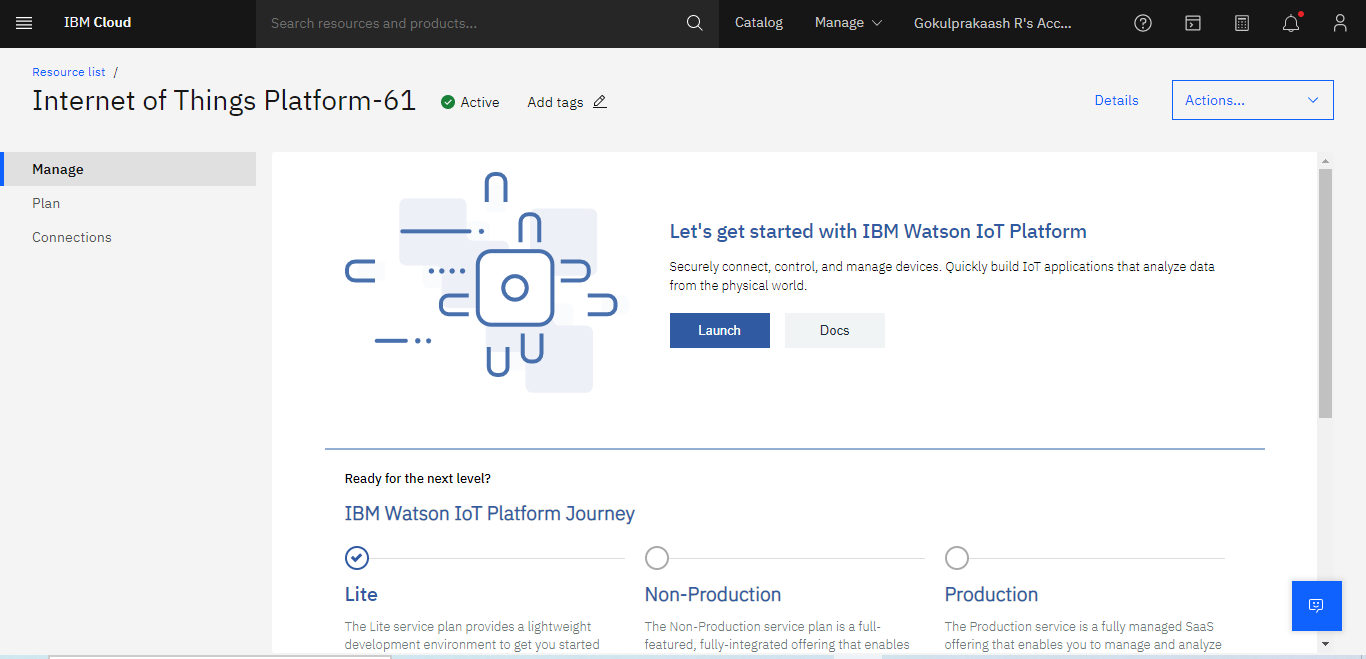 IBM Cloud
Search resources and products...
Catalog
Manage
Gokulprakaash R's Acc...
Resource list /
Internet of Things Platform-61
Active
Add tags
Details
Actions...
Manage
Plan
Connections
Let's get started with IBM Watson IoT Platform
Securely connect, control, and manage devices. Quickly build IoT applications that analyze data
from the physical world.
Launch
Docs
Ready for the next level?
IBM Watson IoT Platform Journey
Lite
The Lite service plan provides a lightweight
development environment to get you started
Non-Production
The Non-Production service plan is a full-
featured, fully-integrated offering that enables
Production
The Production service is a fully managed SaaS
offering that enables you to manage and analyze